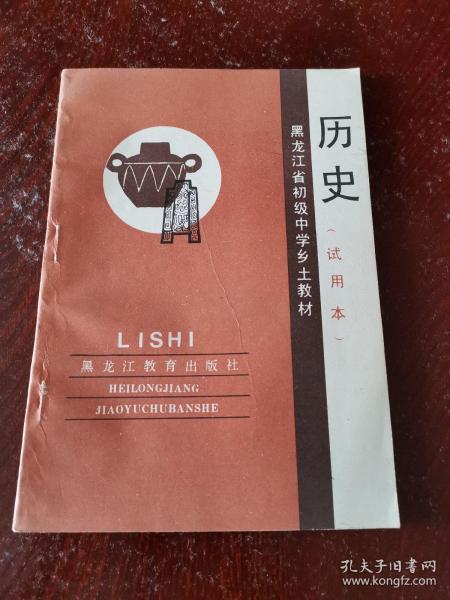 历史
（试用本）
黑龙江省初级中学乡土教材
LISHI
黑龙江教育出版社
HEILONGJIANG
JIAOYUCHUBANSHE
孔夫子旧书网
www.kongfz.com